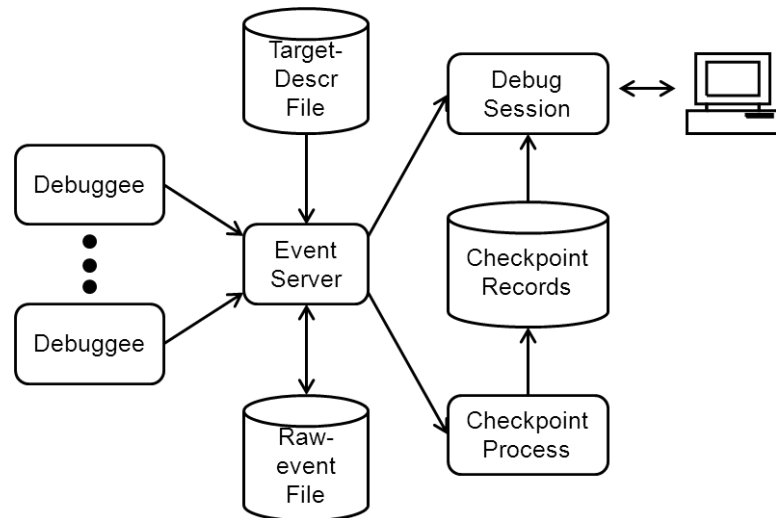 Target-
Descr
File
Debug
Session
Debuggee
Event
Server
Checkpoint
Records
Debuggee
Raw-
event
File
Checkpoint
Process